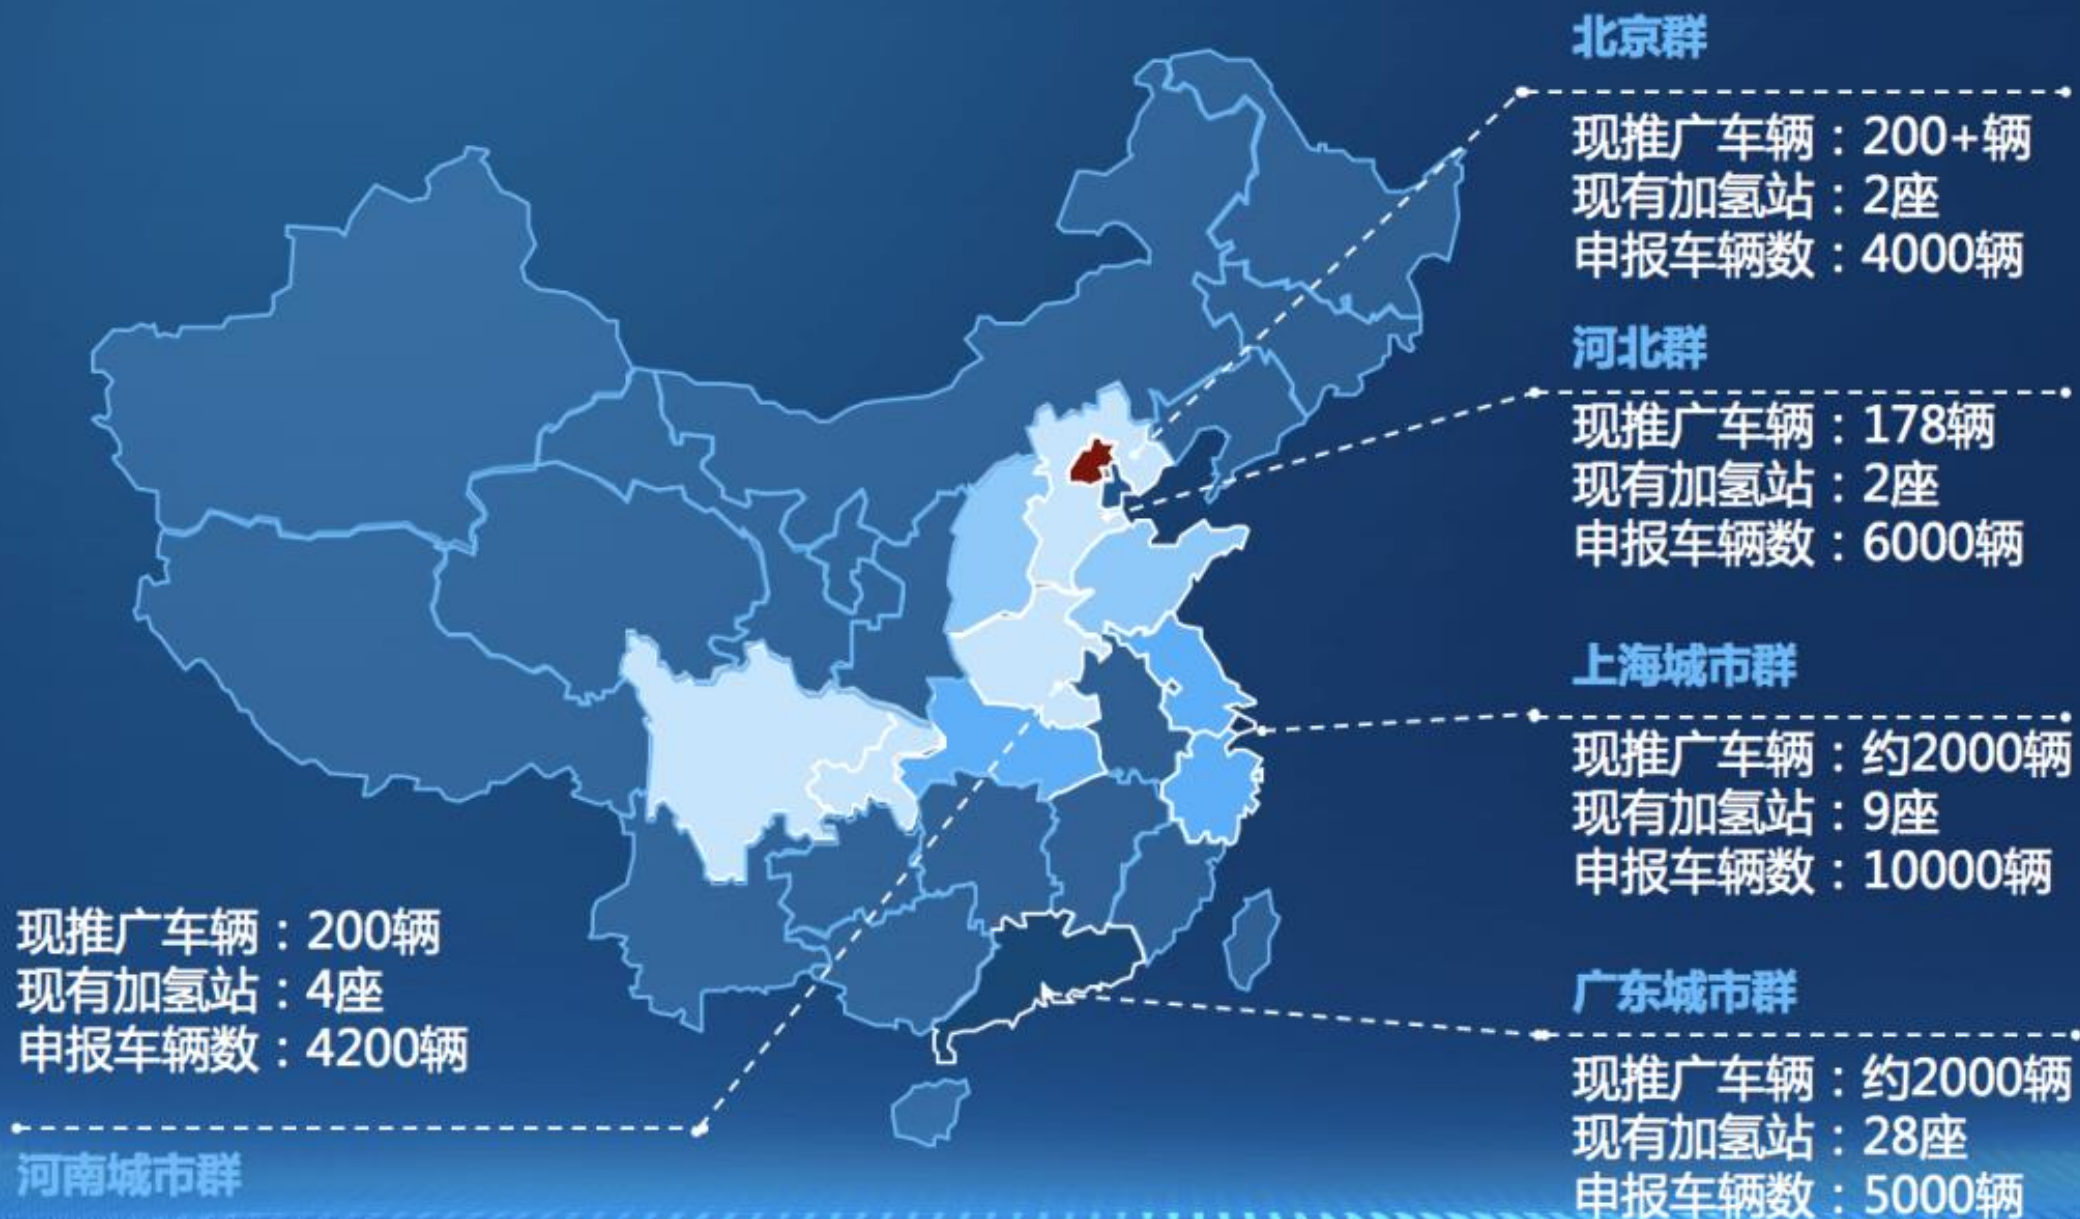 北京群
现推广车辆：200+辆
现有加氢站：2座
申报车辆数：4000辆
河北群
现推广车辆：178辆
现有加氢站：2座
申报车辆数：6000辆
上海城市群
现推广车辆：约2000辆
现有加氢站：9座
申报车辆数：10000辆
广东城市群
现推广车辆：约2000辆
现有加氢站：28座
申报车辆数：5000辆
现推广车辆：200辆
现有加氢站：4座
申报车辆数：4200辆
河南城市群